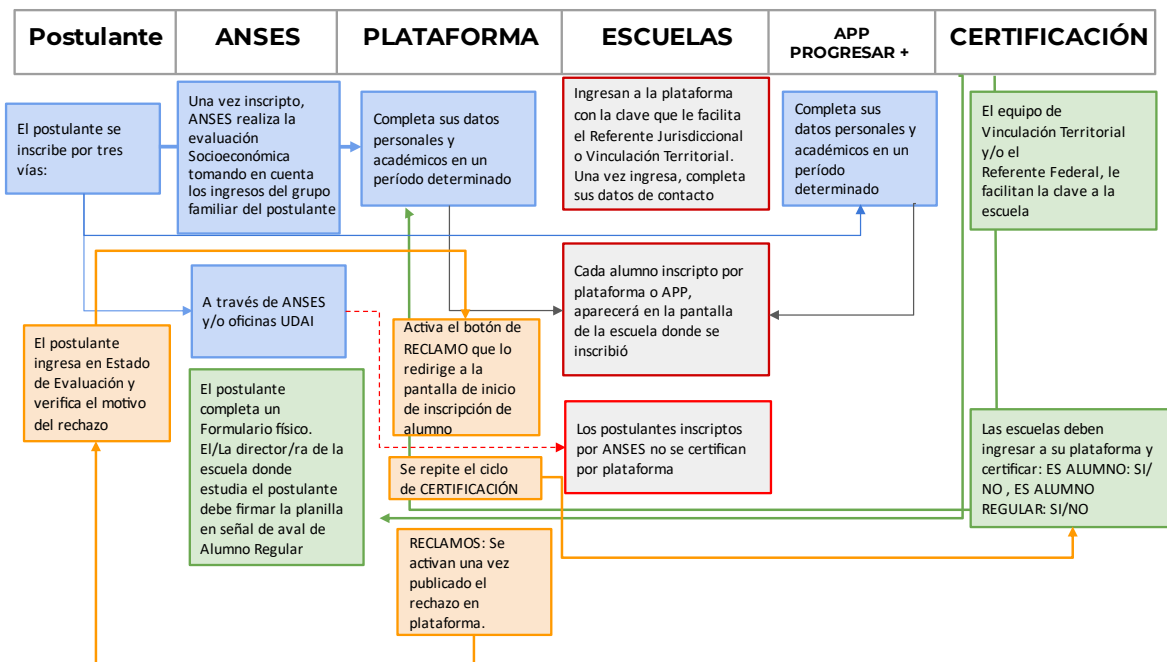 Postulante
ANSES
PLATAFORMA
ESCUELAS
APP
PROGRESAR +
CERTIFICACIÓN
El postulante se
inscribe por tres
vías:
Una vez inscripto,
ANSES realiza la
evaluación
Socioeconómica
tomando en cuenta
los ingresos del grupo
familiar del postulante
Completa sus datos
personales y
académicos en un
período determinado
Ingresan a la plataforma
con la clave que le facilita
el Referente Jurisdiccional
o Vinculación Territorial.
Una vez ingresa, completa
sus datos de contacto
Completa sus
datos personales y
académicos en un
período
determinado
El equipo de
Vinculación Territorial
y/o el
Referente Federal, le
facilitan la clave a la
escuela
A través de ANSES
y/o oficinas UDAI
Cada alumno inscripto por
plataforma o APP,
aparecerá en la pantalla
de la escuela donde se
inscribió
El postulante
ingresa en Estado
de Evaluación y
verifica el motivo
del rechazo
Activa el botón de
RECLAMO que lo
redirige a la
pantalla de inicio
de inscripción de
alumno
El postulante
completa un
Formulario físico.
El/La director/ra de la
escuela donde
estudia el postulante
debe firmar la planilla
en señal de aval de
Alumno Regular
Los postulantes inscriptos
por ANSES no se certifican
por plataforma
Las escuelas deben
ingresar a su plataforma y
certificar: ES ALUMNO: SI/
NO , ES ALUMNO
REGULAR: SI/NO
Se repite el ciclo
de CERTIFICACIÓN
RECLAMOS: Se
activan una vez
publicado el
rechazo en
plataforma.